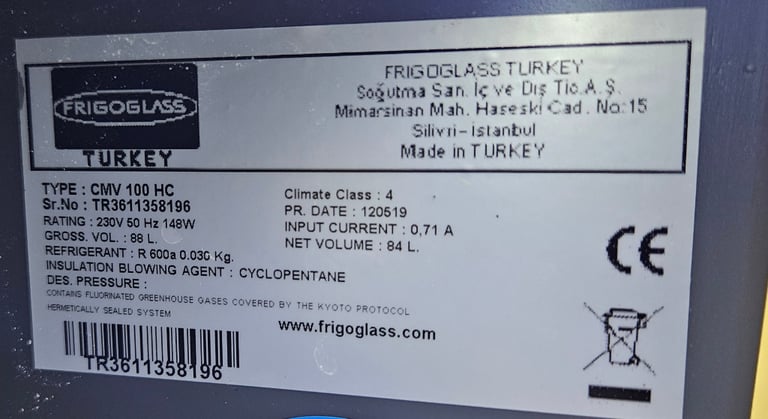 FRIGOGLASS
TURKEY
FRIGOGLASS TURKEY
Soğutma San. İç ve Dış Tic.A.Ş.
Mimarsinan Mah. Haseski Cad. No:15
Silivri-istanbul
Made in TURKEY
TYPE : CMV 100 HC
Sr.No : TR3611358196
RATING : 230V 50 Hz 148W
GROSS. VOL. : 88 L.
REFRIGERANT : R 600a 0.030 Kg.
INSULATION BLOWING AGENT : CYCLOPENTANE
DES. PRESSURE :
Climate Class : 4
PR. DATE : 120519
INPUT CURRENT : 0,71 A
NET VOLUME : 84 L.
CONTAINS FLUORINATED GREENHOUSE GASES COVERED BY THE KYOTO PROTOCOL
HERMETICALLY SEALED SYSTEM
www.frigoglass.com
TR3611358196
CE